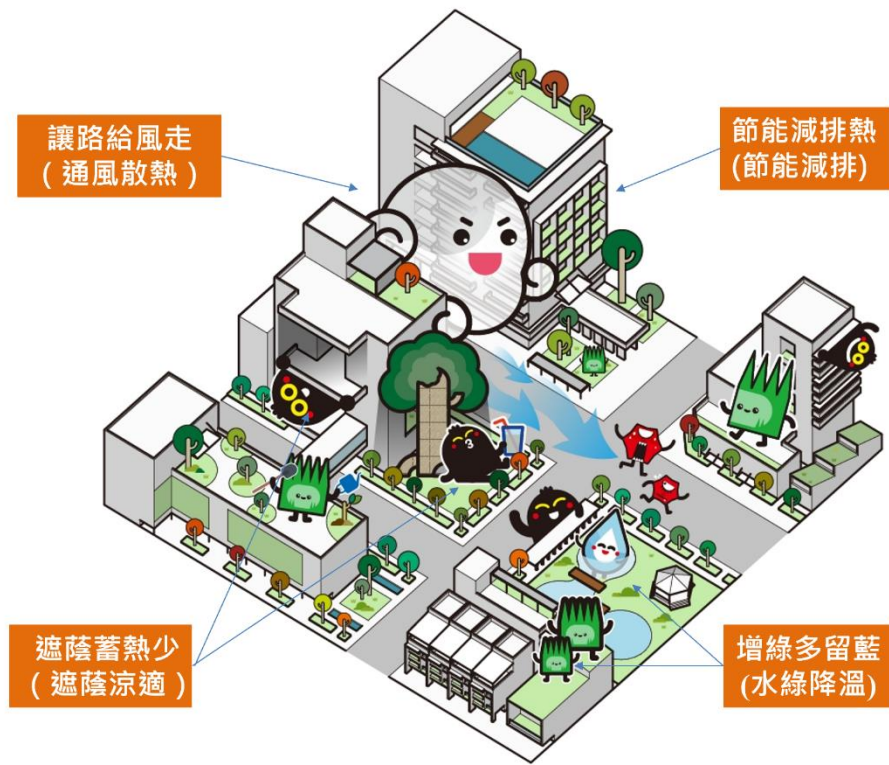 讓路給風走
（通風散熱）
節能減排熱
(節能減排)
遮蔭蓄熱少
（遮蔭涼適）
增綠多留藍
(水綠降溫)